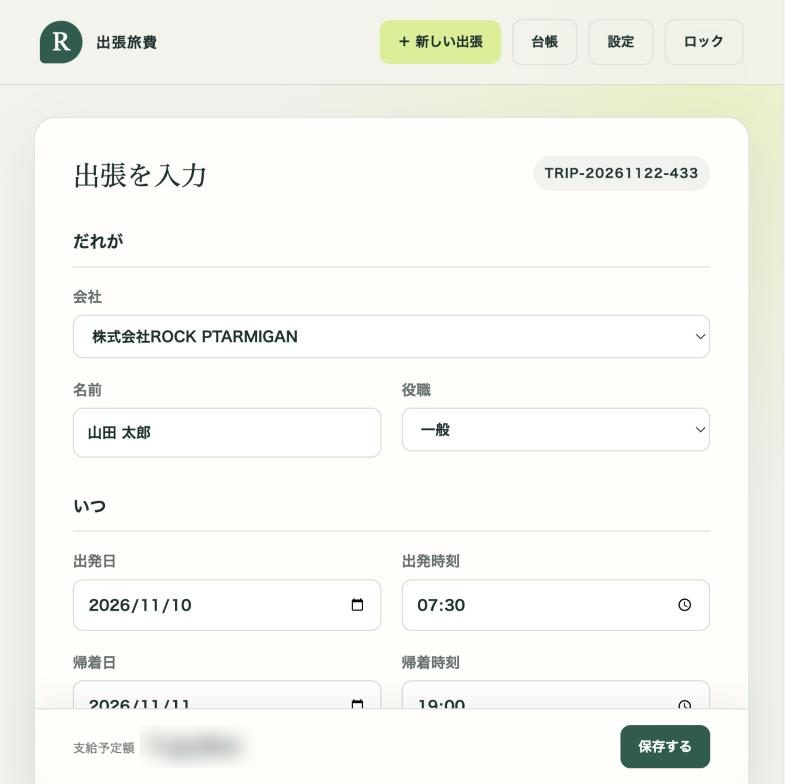 R 出張旅費 + 新しい出張 台帳 設定 ロック
出張を入力 TRIP-20261122-433
だれが
会社
株式会社ROCK PTARMIGAN
名前 役職
山田 太郎 一般
いつ
出発日 出発時刻
2026/11/10 07:30
帰着日 帰着時刻
2026/11/11 19:00
支給予定額 保存する